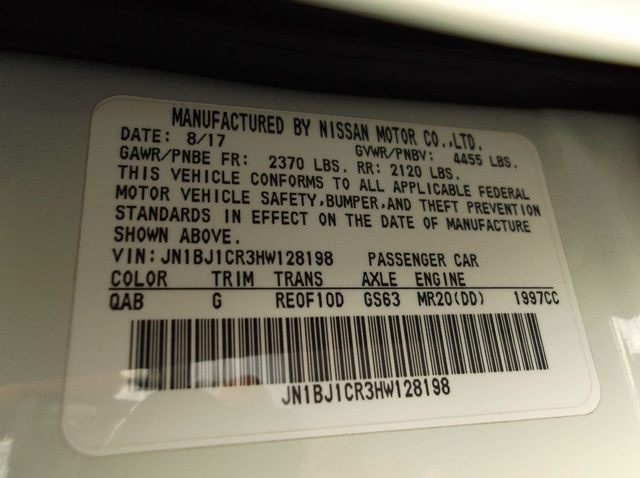 MANUFACTURED BY NISSAN MOTOR CO.,LTD.
DATE: 8/17 GVWR/PNBV: 4455 LBS.
GAWR/PNBE FR: 2370 LBS. RR: 2120 LBS.
THIS VEHICLE CONFORMS TO ALL APPLICABLE FEDERAL
MOTOR VEHICLE SAFETY,BUMPER,AND THEFT PREVENTION
STANDARDS IN EFFECT ON THE DATE OF MANUFACTURE
SHOWN ABOVE.
VIN: JN1BJ1CR3HW128198 PASSENGER CAR
COLOR TRIM TRANS AXLE ENGINE
QAB G RE0F10D GS63 MR20(DD) 1997CC
JN1BJ1CR3HW128198